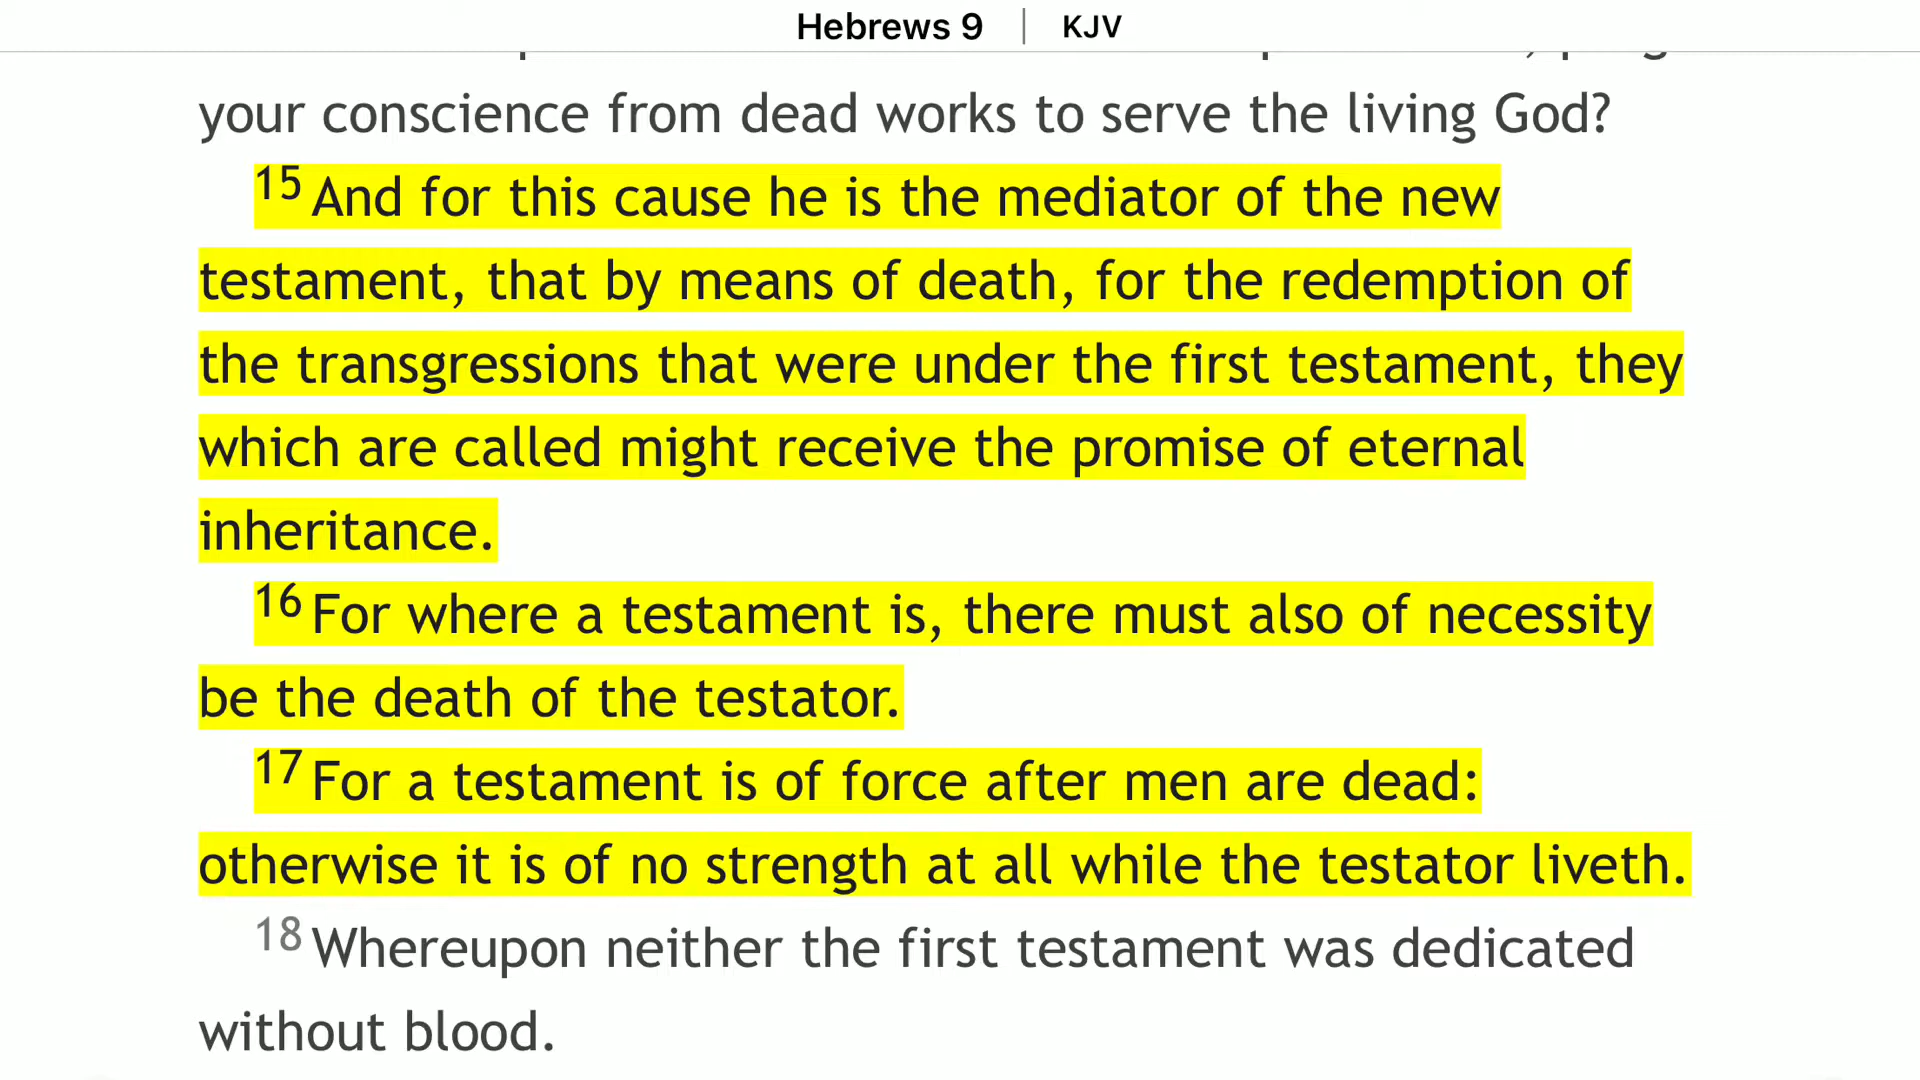 Hebrews 9 | KJV
your conscience from dead works to serve the living God?
15 And for this cause he is the mediator of the new
testament, that by means of death, for the redemption of
the transgressions that were under the first testament, they
which are called might receive the promise of eternal
inheritance.
16 For where a testament is, there must also of necessity
be the death of the testator.
17 For a testament is of force after men are dead:
otherwise it is of no strength at all while the testator liveth.
18 Whereupon neither the first testament was dedicated
without blood.